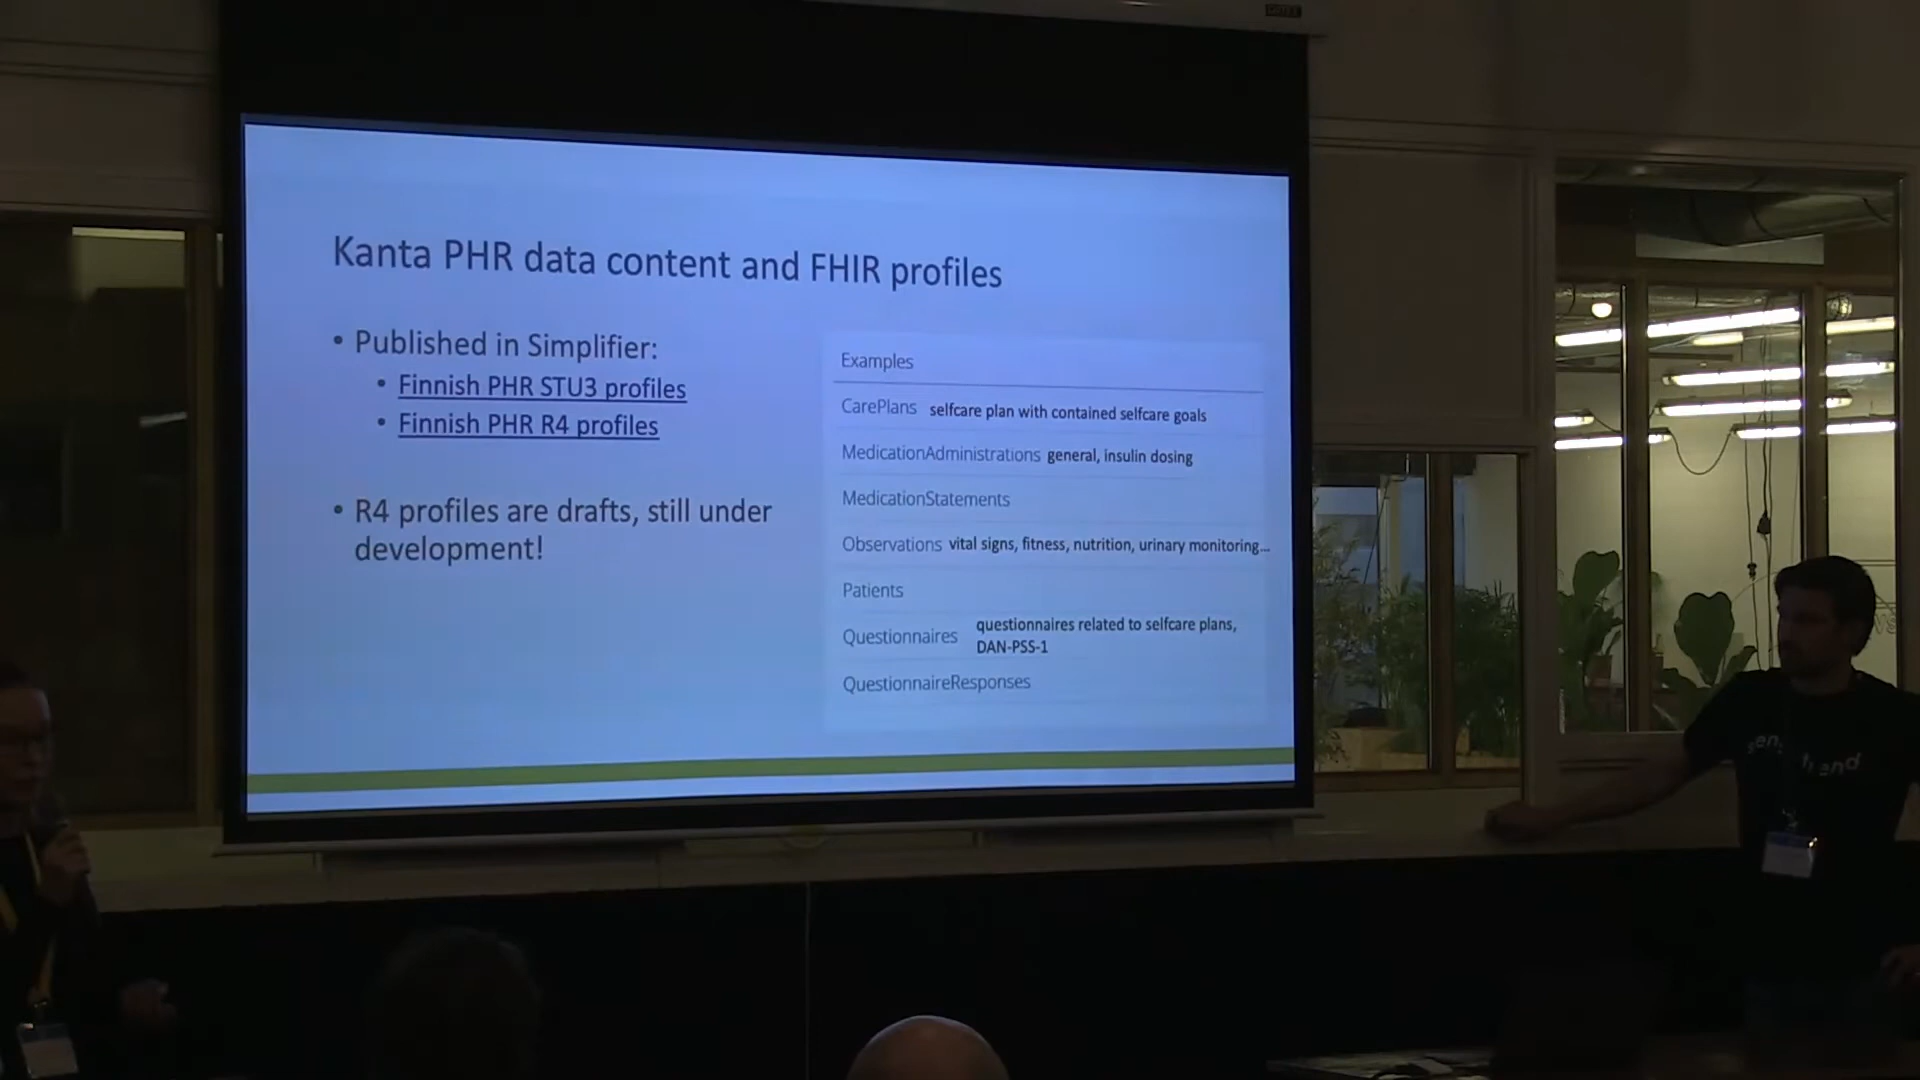 Kanta PHR data content and FHIR profiles
• Published in Simplifier:
• Finnish PHR STU3 profiles
• Finnish PHR R4 profiles
• R4 profiles are drafts, still under
development!
Examples
CarePlans selfcare plan with contained selfcare goals
MedicationAdministrations general, insulin dosing
MedicationStatements
Observations vital signs, fitness, nutrition, urinary monitoring...
Patients
Questionnaires questionnaires related to selfcare plans,
DAN-PSS-1
QuestionnaireResponses